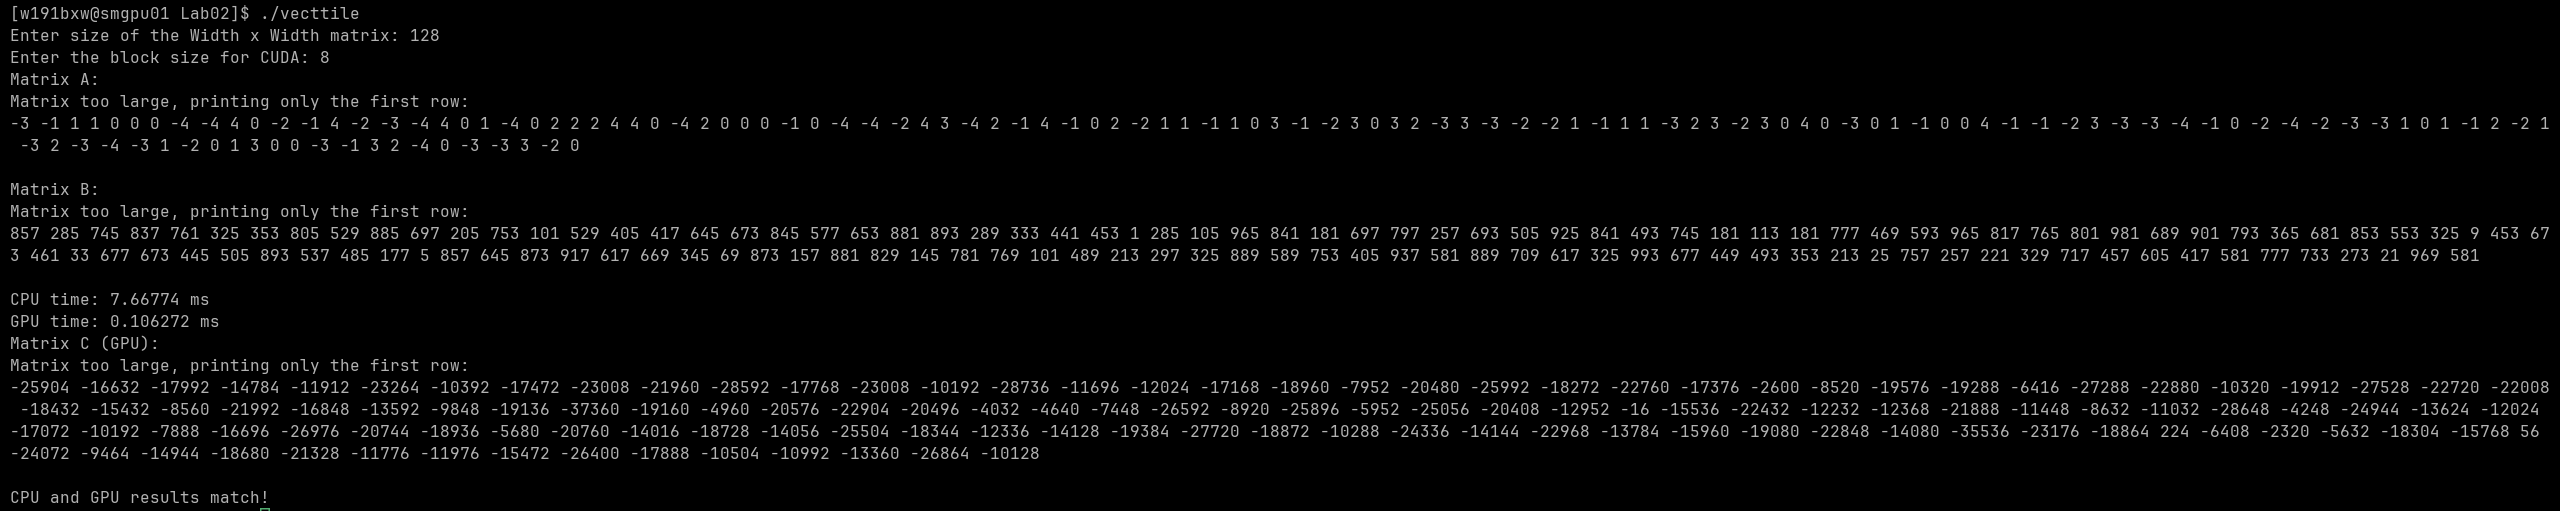 [w191bxw@smgpu01 Lab02]$ ./vecttile
Enter size of the Width x Width matrix: 128
Enter the block size for CUDA: 8
Matrix A:
Matrix too large, printing only the first row:
-3 -1 1 1 0 0 0 -4 -4 4 0 -2 -1 4 -2 -3 -4 4 0 1 -4 0 2 2 2 4 4 0 -4 2 0 0 0 -1 0 -4 -4 -2 4 3 -4 2 -1 4 -1 0 2 -2 1 1 -1 1 0 3 -1 -2 3 0 3 2 -3 3 -3 -2 -2 1 -1 1 1 -3 2 3 -2 3 0 4 0 -3 0 1 -1 0 0 4 -1 -1 -2 3 -3 -3 -4 -1 0 -2 -4 -2 -3 -3 1 0 1 -1 2 -2 1
-3 2 -3 -4 -3 1 -2 0 1 3 0 0 -3 -1 3 2 -4 0 -3 -3 3 -2 0
Matrix B:
Matrix too large, printing only the first row:
857 285 745 837 761 325 353 805 529 885 697 205 753 101 529 405 417 645 673 845 577 653 881 893 289 333 441 453 1 285 105 965 841 181 697 797 257 693 505 925 841 493 745 181 113 181 777 469 593 965 817 765 801 981 689 901 793 365 681 853 553 325 9 453 67
3 461 33 677 673 445 505 893 537 485 177 5 857 645 873 917 617 669 345 69 873 157 881 829 145 781 769 101 489 213 297 325 889 589 753 405 937 581 889 709 617 325 993 677 449 493 353 213 25 757 257 221 329 717 457 605 417 581 777 733 273 21 969 581
CPU time: 7.66774 ms
GPU time: 0.106272 ms
Matrix C (GPU):
Matrix too large, printing only the first row:
-25904 -16632 -17992 -14784 -11912 -23264 -10392 -17472 -23008 -21960 -28592 -17768 -23008 -10192 -28736 -11696 -12024 -17168 -18960 -7952 -20480 -25992 -18272 -22760 -17376 -2600 -8520 -19576 -19288 -6416 -27288 -22880 -10320 -19912 -27528 -22720 -22008
-18432 -15432 -8560 -21992 -16848 -13592 -9848 -19136 -37360 -19160 -4960 -20576 -22904 -20496 -4032 -4640 -7448 -26592 -8920 -25896 -5952 -25056 -20408 -12952 -16 -15536 -22432 -12232 -12368 -21888 -11448 -8632 -11032 -28648 -4248 -24944 -13624 -12024
-17072 -10192 -7888 -16696 -26976 -20744 -18936 -5680 -20760 -14016 -18728 -14056 -25504 -18344 -12336 -14128 -19384 -27720 -18872 -10288 -24336 -14144 -22968 -13784 -15960 -19080 -22848 -14080 -35536 -23176 -18864 224 -6408 -2320 -5632 -18304 -15768 56
-24072 -9464 -14944 -18680 -21328 -11776 -11976 -15472 -26400 -17888 -10504 -10992 -13360 -26864 -10128
CPU and GPU results match!